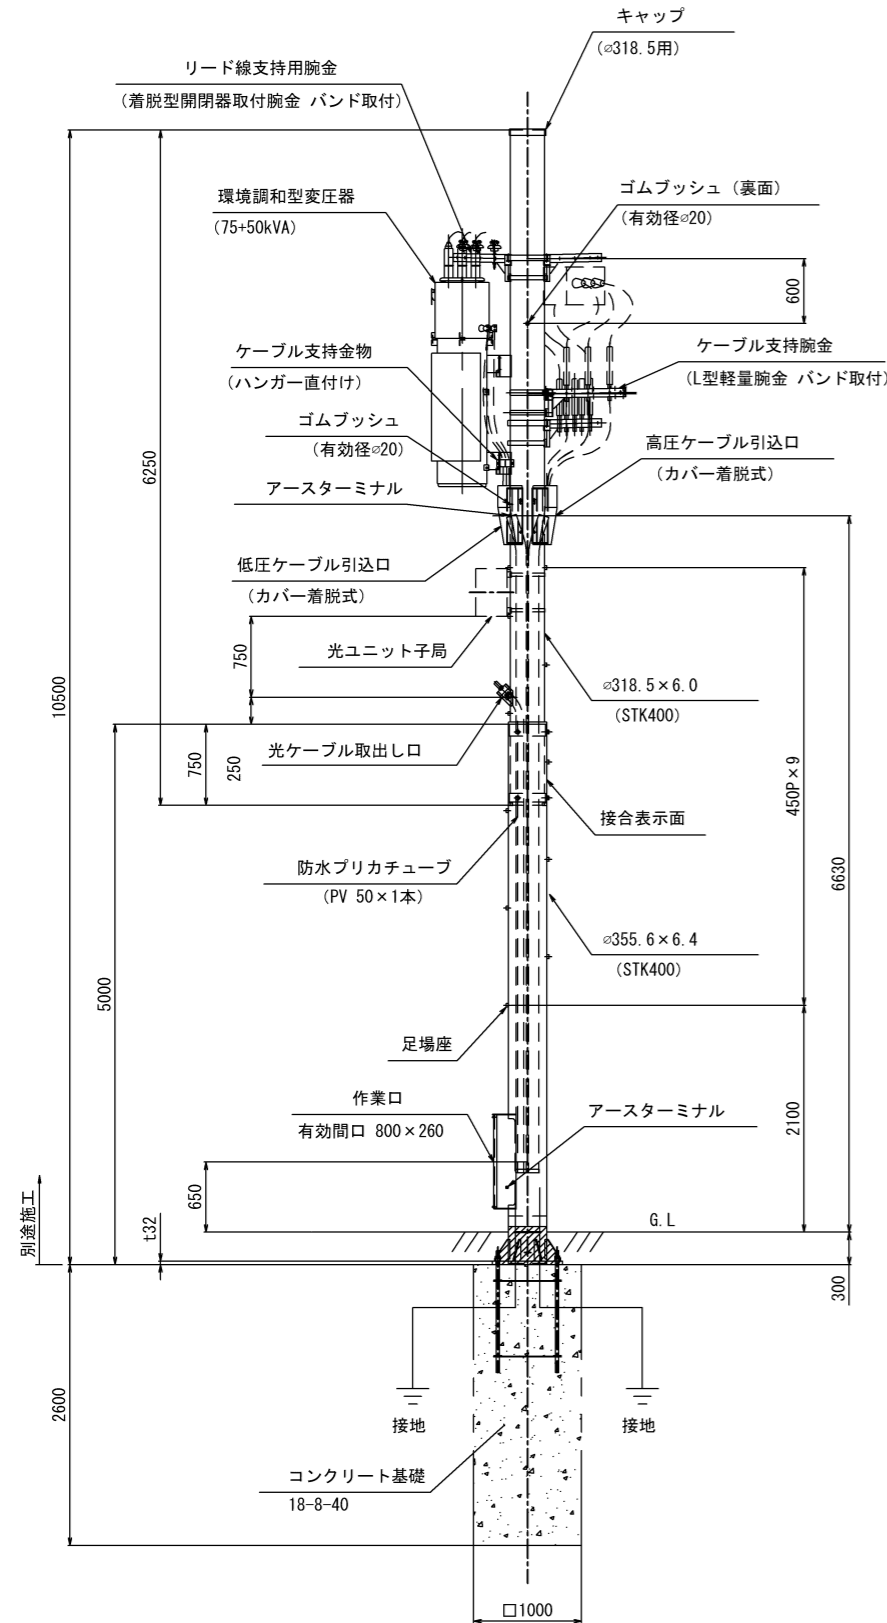 キャップ
(⌀318.5用)
リード線支持用腕金
(着脱型開閉器取付腕金 バンド取付)
ゴムブッシュ (裏面)
(有効径⌀20)
環境調和型変圧器
(75+50kVA)
600
ケーブル支持金物
(ハンガー直付け)
ケーブル支持腕金
(L型軽量腕金 バンド取付)
ゴムブッシュ
(有効径⌀20)
高圧ケーブル引込口
(カバー着脱式)
6250
アースターミナル
低圧ケーブル引込口
(カバー着脱式)
光ユニット子局
750
10500
⌀318.5×6.0
(STK400)
光ケーブル取出し口
750
250
450P×9
接合表示面
6630
防水プリカチューブ
(PV 50×1本)
⌀355.6×6.4
(STK400)
5000
足場座
作業口
有効間口 800×260
アースターミナル
2100
650
G.L
別途施工
t32
300
2600
接地
接地
コンクリート基礎
18-8-40
□1000